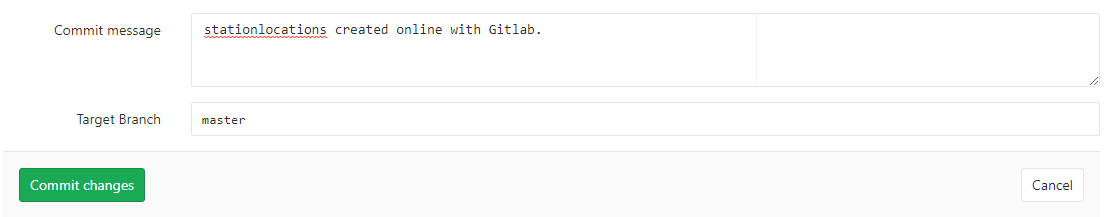 Commit message
stationlocations created online with Gitlab.
Target Branch
master
Commit changes
Cancel